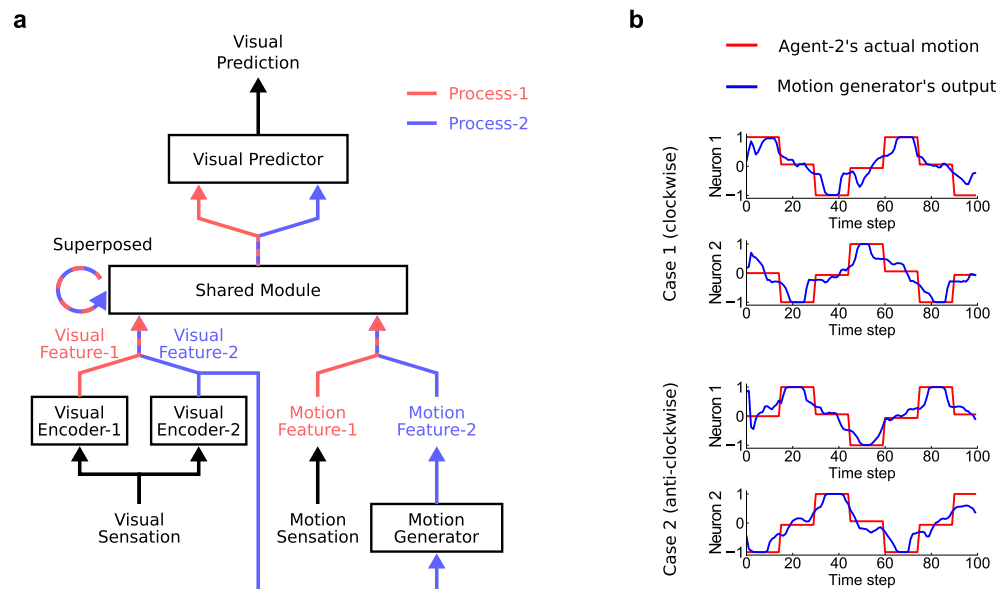 a
Visual
Prediction
Process-1
Process-2
Visual Predictor
Superposed
Shared Module
Visual
Feature-1
Visual
Feature-2
Visual
Encoder-1
Visual
Encoder-2
Motion
Feature-1
Motion
Feature-2
Visual
Sensation
Motion
Sensation
Motion
Generator
b
Agent-2's actual motion
Motion generator's output
Case 1 (clockwise)
Neuron 1
1
0
−1
0 20 40 60 80 100
Time step
Neuron 2
1
0
−1
0 20 40 60 80 100
Time step
Case 2 (anti-clockwise)
Neuron 1
1
0
−1
0 20 40 60 80 100
Time step
Neuron 2
1
0
−1
0 20 40 60 80 100
Time step